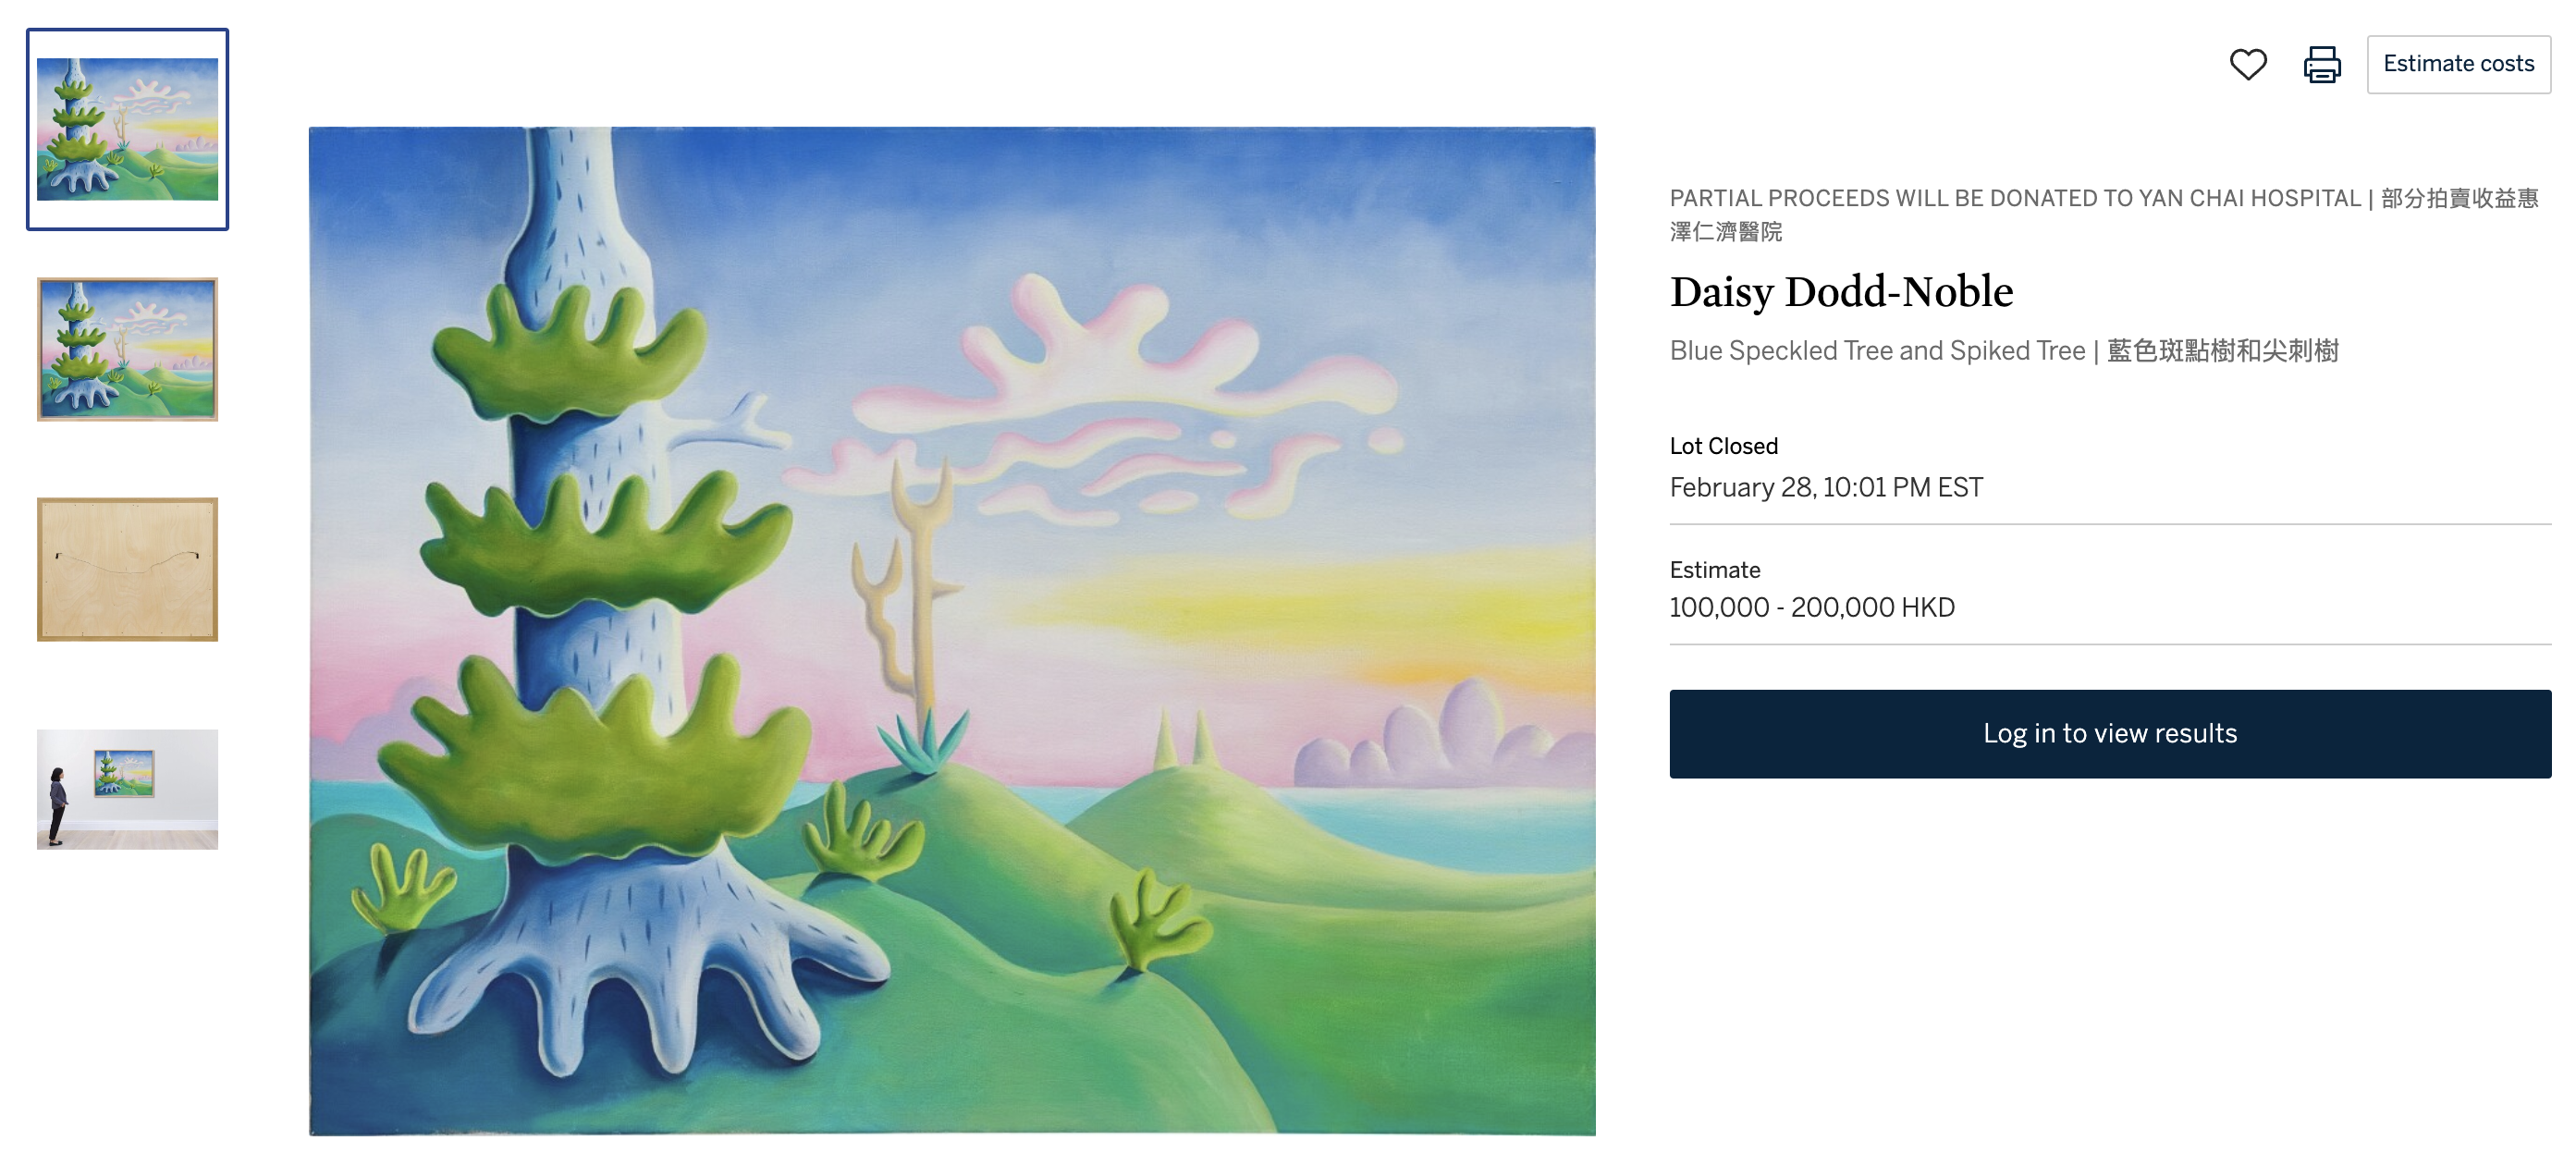 Estimate costs
PARTIAL PROCEEDS WILL BE DONATED TO YAN CHAI HOSPITAL | 部分拍賣收益惠
澤仁濟醫院
Daisy Dodd-Noble
Blue Speckled Tree and Spiked Tree | 藍色斑點樹和尖刺樹
Lot Closed
February 28, 10:01 PM EST
Estimate
100,000 - 200,000 HKD
Log in to view results